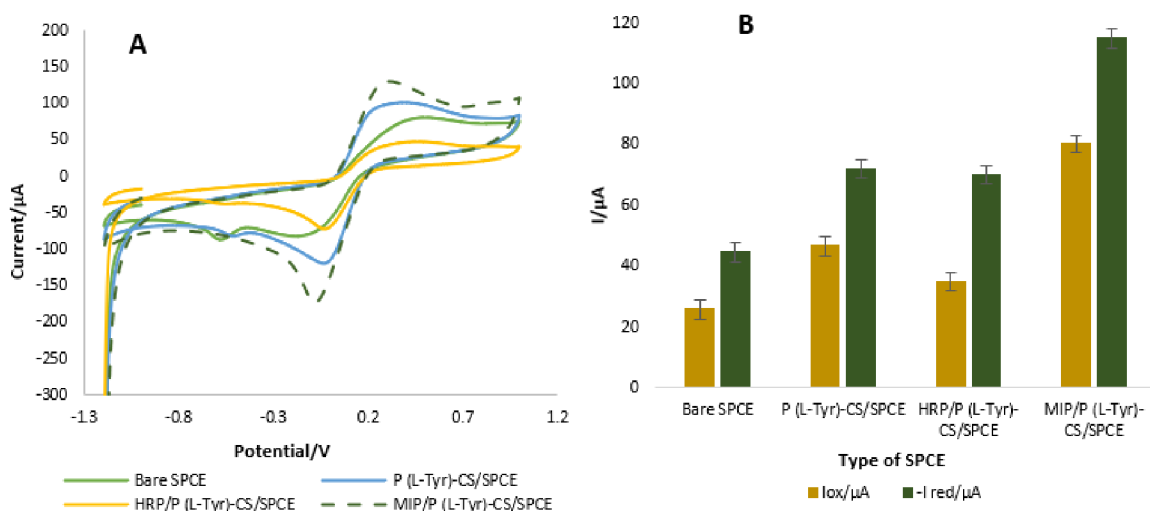 A
200
150
100
50
0
-50
-100
-150
-200
-250
-300
Current/µA
-1.3 -0.8 -0.3 0.2 0.7 1.2
Potential/V
Bare SPCE
P (L-Tyr)-CS/SPCE
HRP/P (L-Tyr)-CS/SPCE
MIP/P (L-Tyr)-CS/SPCE
B
120
100
80
60
40
20
0
I/µA
Bare SPCE
P (L-Tyr)-CS/SPCE
HRP/P (L-Tyr)-
CS/SPCE
MIP/P (L-Tyr)-
CS/SPCE
Type of SPCE
Iox/µA
-I red/µA